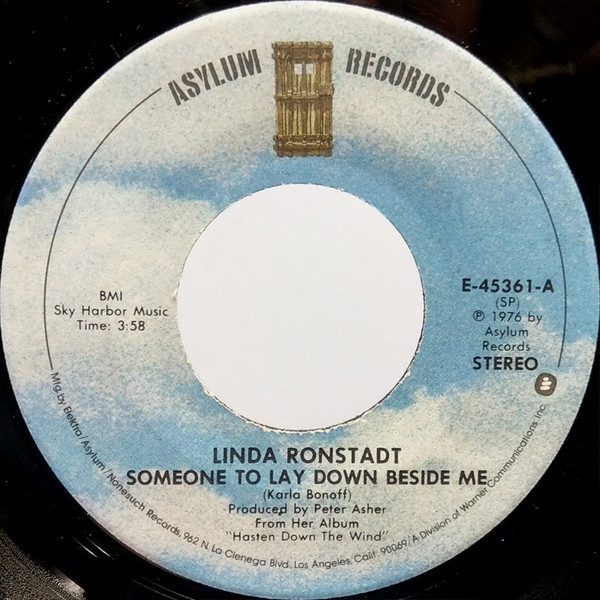 ASYLUM RECORDS
BMI
Sky Harbor Music
Time: 3:58
E-45361-A
(SP)
℗ 1976 by
Asylum
Records
STEREO
LINDA RONSTADT
SOMEONE TO LAY DOWN BESIDE ME
(Karla Bonoff)
Produced by Peter Asher
From Her Album
"Hasten Down The Wind"
Mfg. by Elektra/Asylum/Nonesuch Records, 962 N. La Cienega Blvd. Los Angeles, Calif. 90069/A Division of Warner Communications Inc.